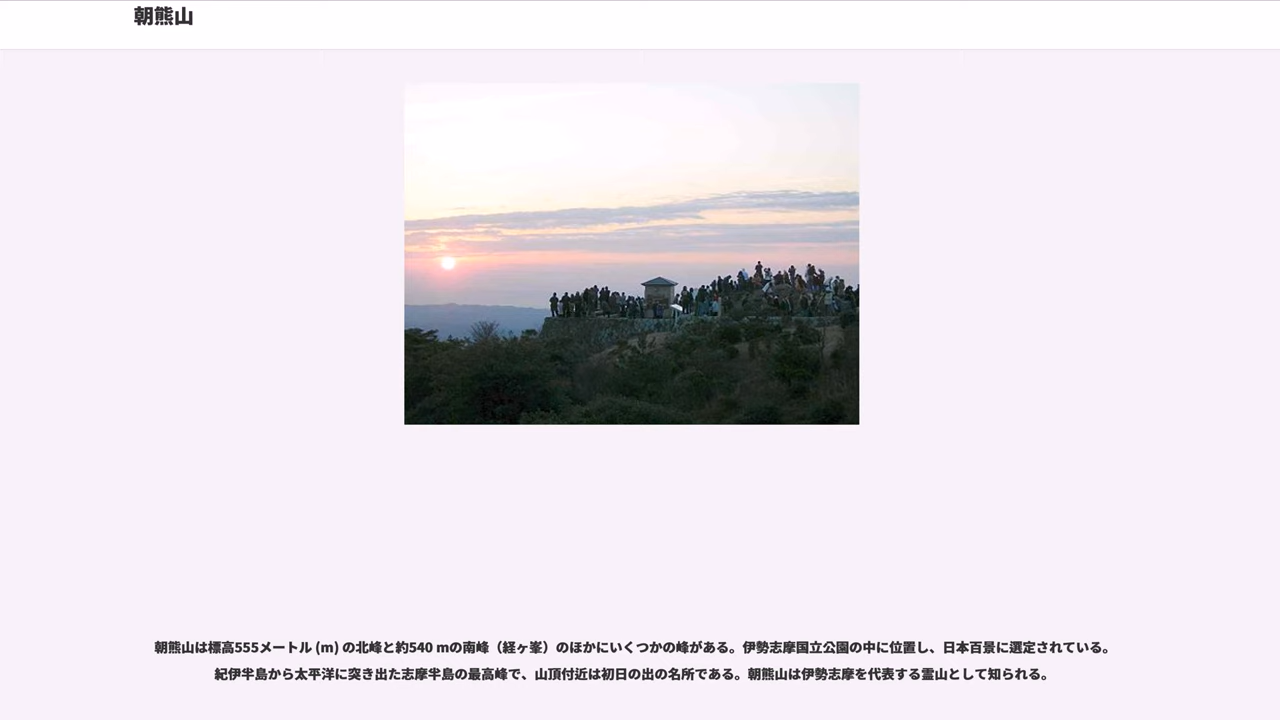 朝熊山
朝熊山は標高555メートル (m) の北峰と約540 mの南峰（経ヶ峯）のほかにいくつかの峰がある。伊勢志摩国立公園の中に位置し、日本百景に選定されている。
紀伊半島から太平洋に突き出た志摩半島の最高峰で、山頂付近は初日の出の名所である。朝熊山は伊勢志摩を代表する霊山として知られる。